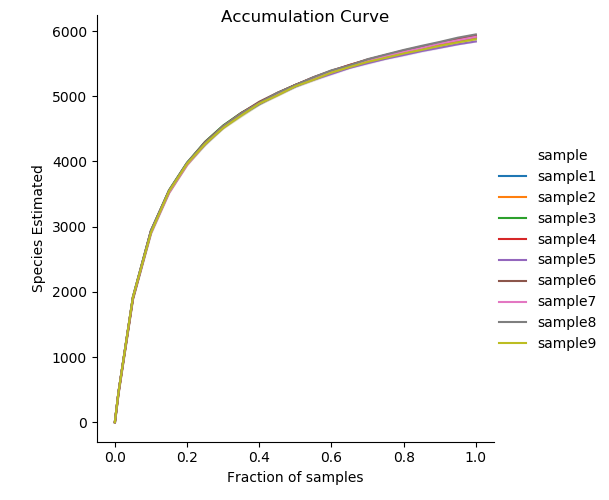 Accumulation Curve
6000
5000
4000
3000
2000
1000
0
Species Estimated
0.0 0.2 0.4 0.6 0.8 1.0
Fraction of samples
sample
sample1
sample2
sample3
sample4
sample5
sample6
sample7
sample8
sample9